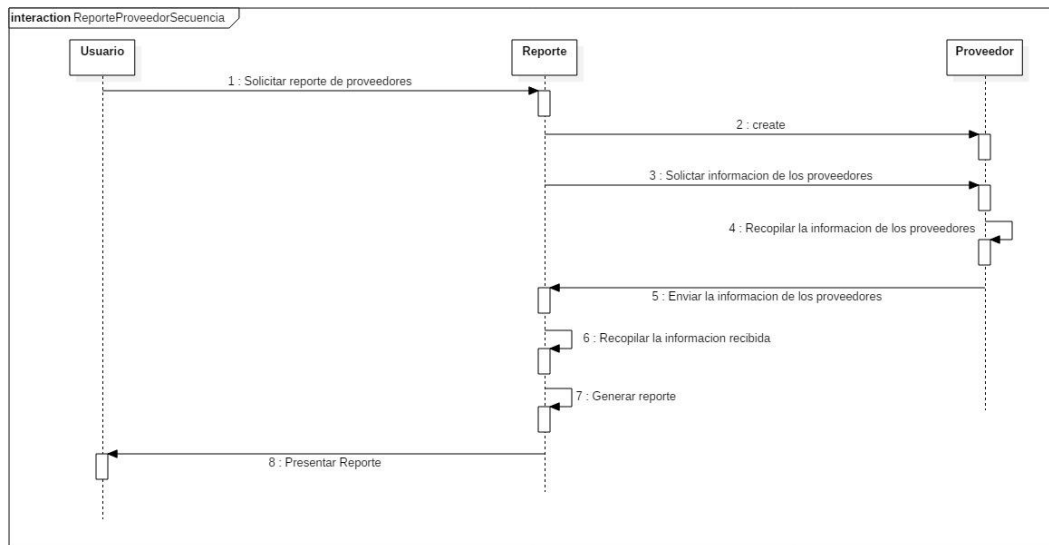 interaction ReporteProveedorSecuencia
Usuario
Reporte
Proveedor
1 : Solicitar reporte de proveedores
2 : create
3 : Solictar informacion de los proveedores
4 : Recopilar la informacion de los proveedores
5 : Enviar la informacion de los proveedores
6 : Recopilar la informacion recibida
7 : Generar reporte
8 : Presentar Reporte